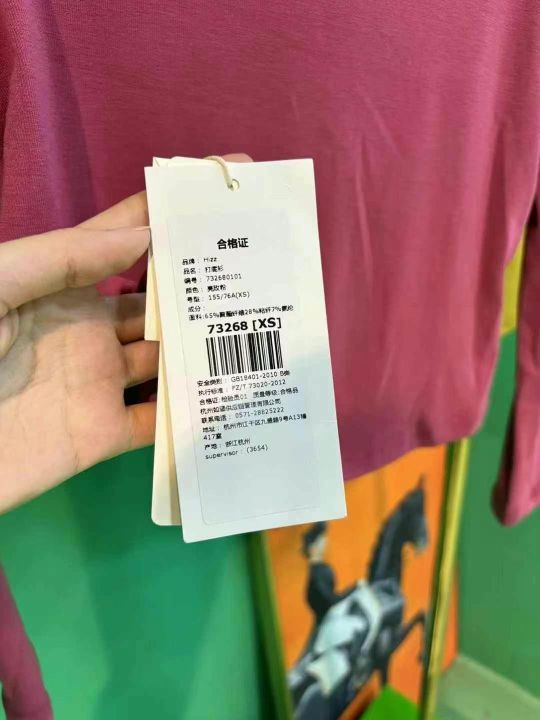 合格证
品牌： Hizz
品名： 打底衫
编号： 732680101
颜色： 亮玫粉
号型： 155/76A(XS)
成分：
面料:65%聚酯纤维28%粘纤7%氨纶
73268 [XS]
安全类别： GB18401-2010 B类
执行标准： FZ/T 73020-2012
合格证:检验员01 质量等级:合格品
杭州如涵供应链管理有限公司
联系电话： 0571-28825222
地址： 杭州市江干区九盛路9号A13幢
417室
产地： 浙江杭州
supervisor： (3654)